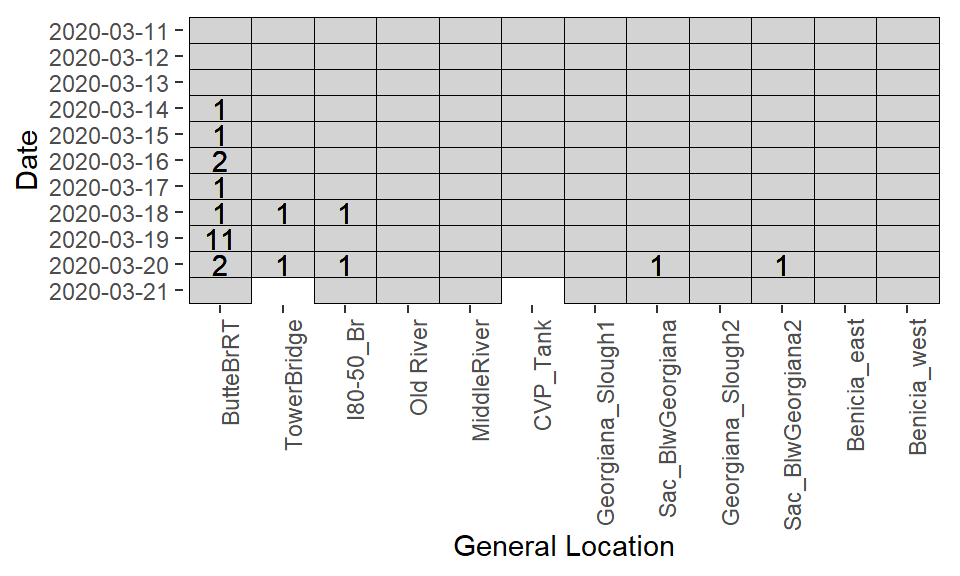 Date
2020-03-11
2020-03-12
2020-03-13
2020-03-14 1
2020-03-15 1
2020-03-16 2
2020-03-17 1
2020-03-18 1 1 1
2020-03-19 11
2020-03-20 2 1 1 1 1
2020-03-21
ButteBrRT
TowerBridge
I80-50_Br
Old River
MiddleRiver
CVP_Tank
Georgiana_Slough1
Sac_BlwGeorgiana
Georgiana_Slough2
Sac_BlwGeorgiana2
Benicia_east
Benicia_west
General Location